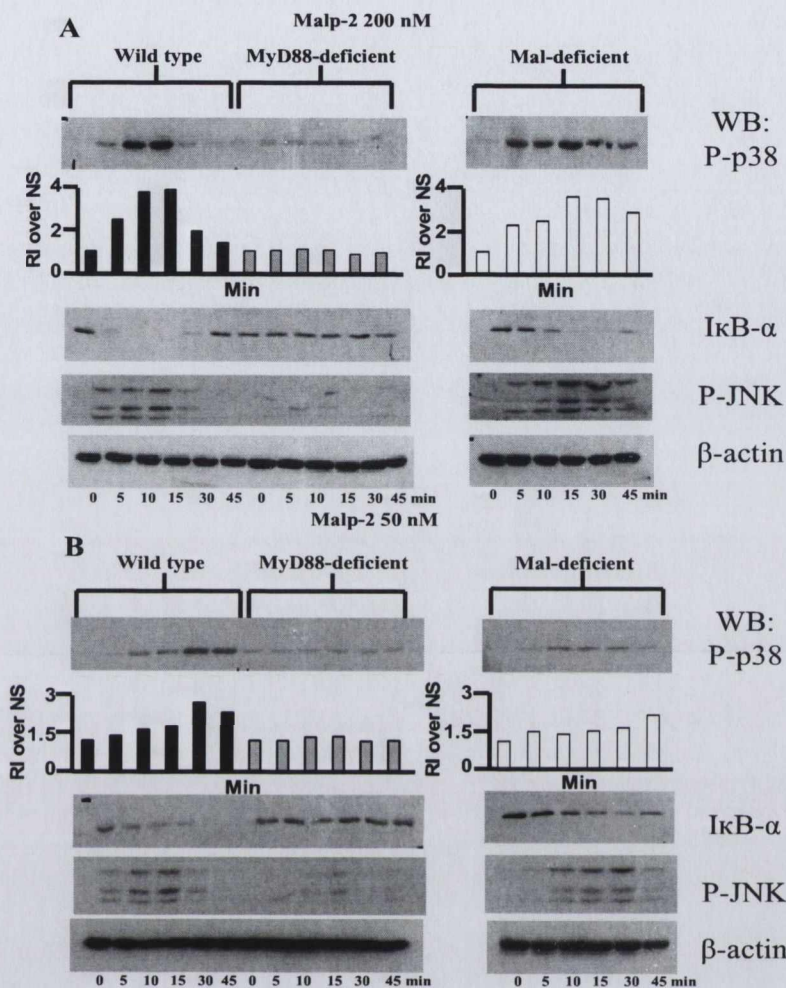 Malp-2 200 nM
A
Wild type MyD88-deficient Mal-deficient
WB:
P-p38
RI over NS 4 2 0
RI over NS 4 2 0
Min Min
IκB-α
P-JNK
β-actin
0 5 10 15 30 45 0 5 10 15 30 45 min 0 5 10 15 30 45 min
Malp-2 50 nM
B
Wild type MyD88-deficient Mal-deficient
WB:
P-p38
RI over NS 3 1.5 0
RI over NS 3 1.5 0
Min Min
IκB-α
P-JNK
β-actin
0 5 10 15 30 45 0 5 10 15 30 45 min 0 5 10 15 30 45 min